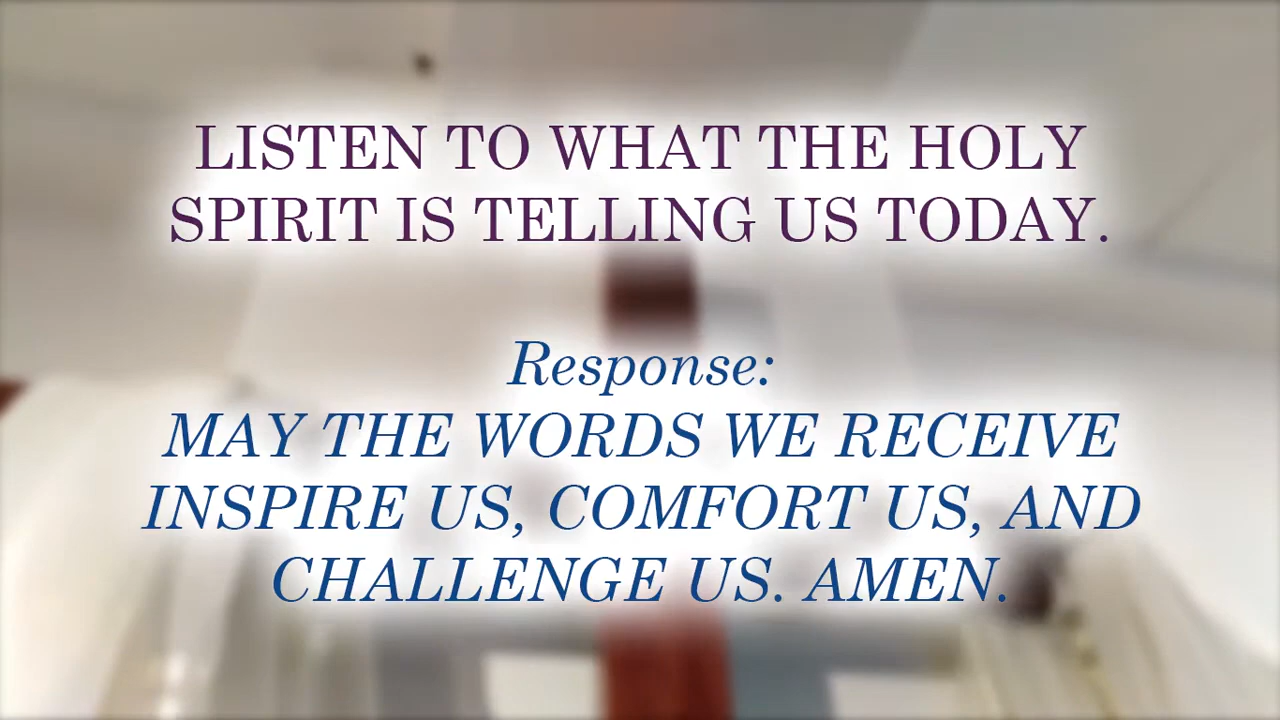 LISTEN TO WHAT THE HOLY
SPIRIT IS TELLING US TODAY.
Response:
MAY THE WORDS WE RECEIVE
INSPIRE US, COMFORT US, AND
CHALLENGE US. AMEN.